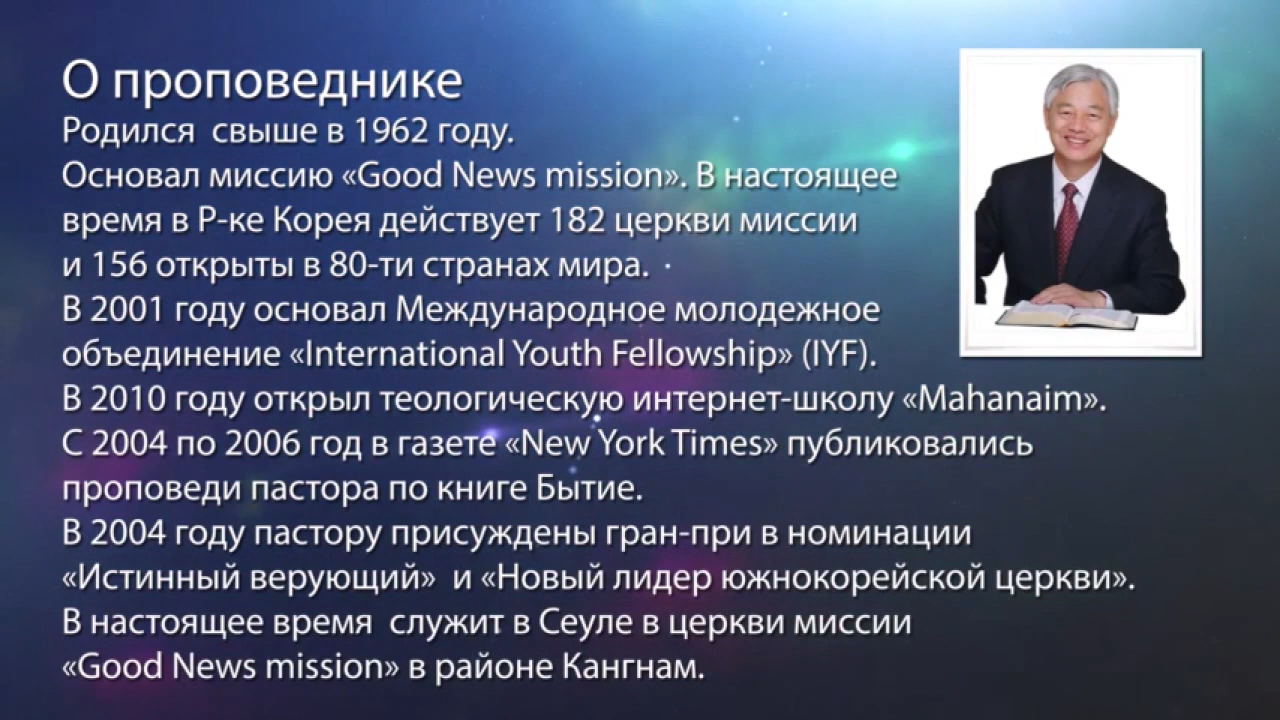 О проповеднике
Родился свыше в 1962 году.
Основал миссию «Good News mission». В настоящее
время в Р-ке Корея действует 182 церкви миссии
и 156 открыты в 80-ти странах мира.
В 2001 году основал Международное молодежное
объединение «International Youth Fellowship» (IYF).
В 2010 году открыл теологическую интернет-школу «Mahanaim».
С 2004 по 2006 год в газете «New York Times» публиковались
проповеди пастора по книге Бытие.
В 2004 году пастору присуждены гран-при в номинации
«Истинный верующий» и «Новый лидер южнокорейской церкви».
В настоящее время служит в Сеуле в церкви миссии
«Good News mission» в районе Кангнам.